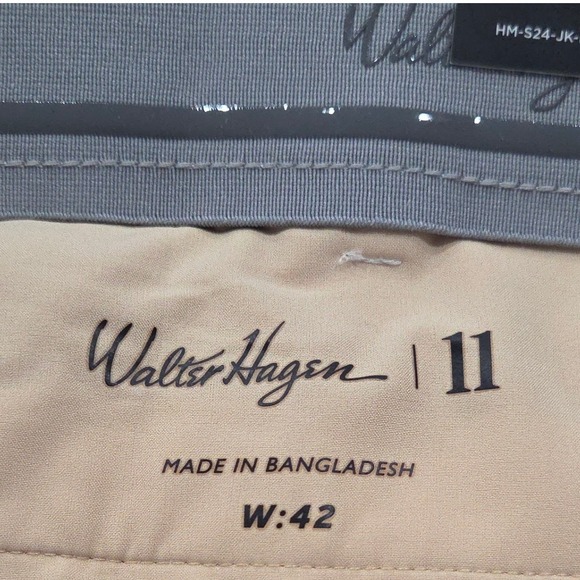 HM-S24-JK-
Walter Hagen | 11
MADE IN BANGLADESH
W:42